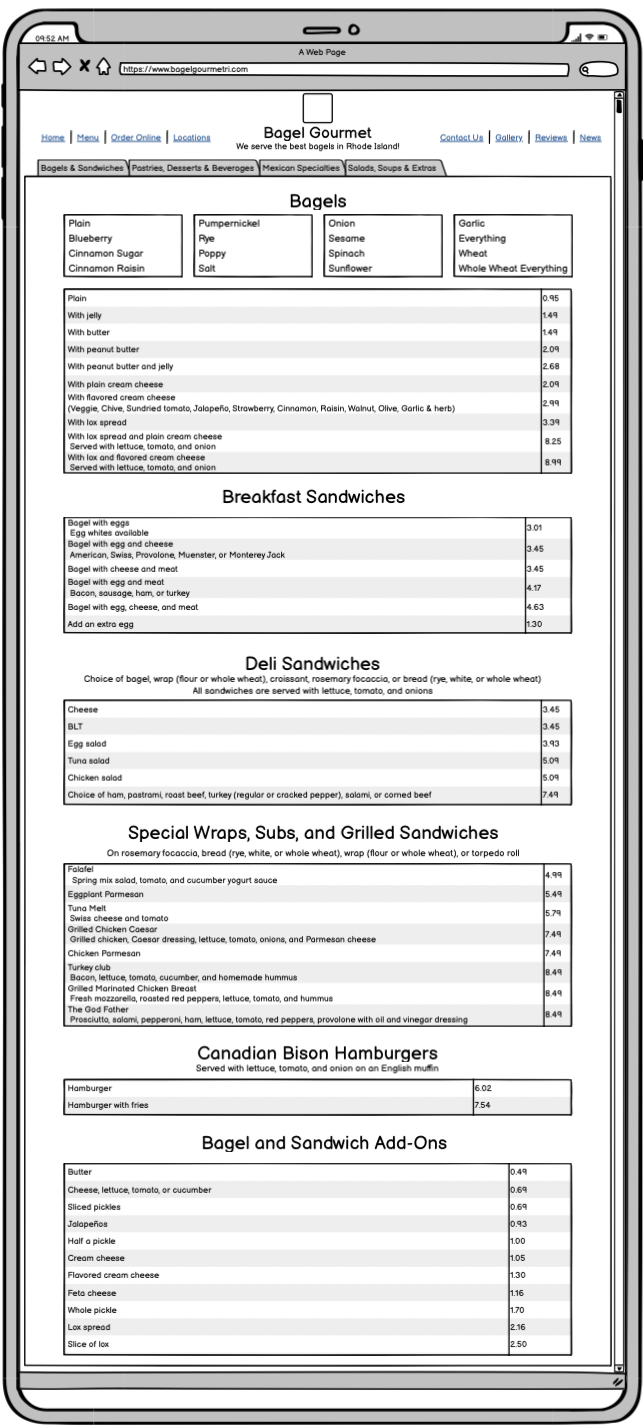 09:52 AM
A Web Page
https://www.bagelgourmetri.com
Bagel Gourmet
We serve the best bagels in Rhode Island!
Home | Menu | Order Online | Locations
Contact Us | Gallery | Reviews | News
Bagels & Sandwiches
Pastries, Desserts & Beverages
Mexican Specialties
Salads, Soups & Extras
Bagels
Plain
Blueberry
Cinnamon Sugar
Cinnamon Raisin
Pumpernickel
Rye
Poppy
Salt
Onion
Sesame
Spinach
Sunflower
Garlic
Everything
Wheat
Whole Wheat Everything
Plain 0.95
With jelly 1.49
With butter 1.49
With peanut butter 2.09
With peanut butter and jelly 2.68
With plain cream cheese 2.09
With flavored cream cheese
(Veggie, Chive, Sundried tomato, Jalapeño, Strawberry, Cinnamon, Raisin, Walnut, Olive, Garlic & herb) 2.99
With lox spread 3.39
With lox spread and plain cream cheese
Served with lettuce, tomato, and onion 8.25
With lox and flavored cream cheese
Served with lettuce, tomato, and onion 8.99
Breakfast Sandwiches
Bagel with eggs
Egg whites available 3.01
Bagel with egg and cheese
American, Swiss, Provolone, Muenster, or Monterey Jack 3.45
Bagel with cheese and meat 3.45
Bagel with egg and meat
Bacon, sausage, ham, or turkey 4.17
Bagel with egg, cheese, and meat 4.63
Add an extra egg 1.30
Deli Sandwiches
Choice of bagel, wrap (flour or whole wheat), croissant, rosemary focaccia, or bread (rye, white, or whole wheat)
All sandwiches are served with lettuce, tomato, and onions
Cheese 3.45
BLT 3.45
Egg salad 3.93
Tuna salad 5.09
Chicken salad 5.09
Choice of ham, pastrami, roast beef, turkey (regular or cracked pepper), salami, or corned beef 7.49
Special Wraps, Subs, and Grilled Sandwiches
On rosemary focaccia, bread (rye, white, or whole wheat), wrap (flour or whole wheat), or torpedo roll
Falafel
Spring mix salad, tomato, and cucumber yogurt sauce 4.99
Eggplant Parmesan 5.49
Tuna Melt
Swiss cheese and tomato 5.79
Grilled Chicken Caesar
Grilled chicken, Caesar dressing, lettuce, tomato, onions, and Parmesan cheese 7.49
Chicken Parmesan 7.49
Turkey club
Bacon, lettuce, tomato, cucumber, and homemade hummus 8.49
Grilled Marinated Chicken Breast
Fresh mozzarella, roasted red peppers, lettuce, tomato, and hummus 8.49
The God Father
Prosciutto, salami, pepperoni, ham, lettuce, tomato, red peppers, provolone with oil and vinegar dressing 8.49
Canadian Bison Hamburgers
Served with lettuce, tomato, and onion on an English muffin
Hamburger 6.02
Hamburger with fries 7.54
Bagel and Sandwich Add-Ons
Butter 0.49
Cheese, lettuce, tomato, or cucumber 0.69
Sliced pickles 0.69
Jalapeños 0.93
Half a pickle 1.00
Cream cheese 1.05
Flavored cream cheese 1.30
Feta cheese 1.16
Whole pickle 1.70
Lox spread 2.16
Slice of lox 2.50